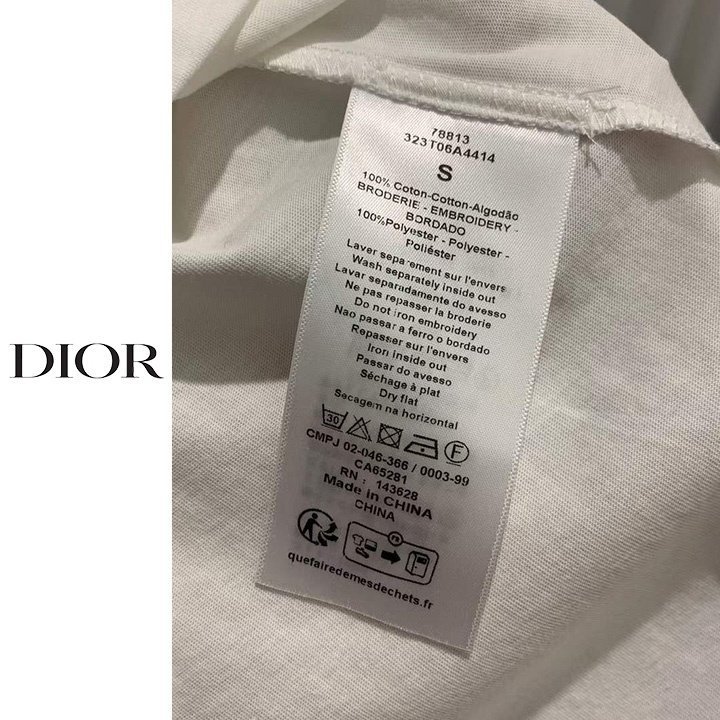 DIOR
78813
323T06A4414
S
100% Coton-Cotton-Algodão
BRODERIE - EMBROIDERY -
BORDADO
100%Polyester - Polyester -
Poliéster
Laver separement sur l'envers
Wash separately inside out
Lavar separadamente do avesso
Ne pas repasser la broderie
Do not iron embroidery
Nao passar a ferro o bordado
Repasser sur l'envers
Iron inside out
Passar do avesso
Séchage à plat
Dry flat
Secagem na horizontal
30 F
CMPJ 02-046-366 / 0003-99
CA65281
RN : 143628
Made in CHINA
CHINA
quefairedemesdechets.fr